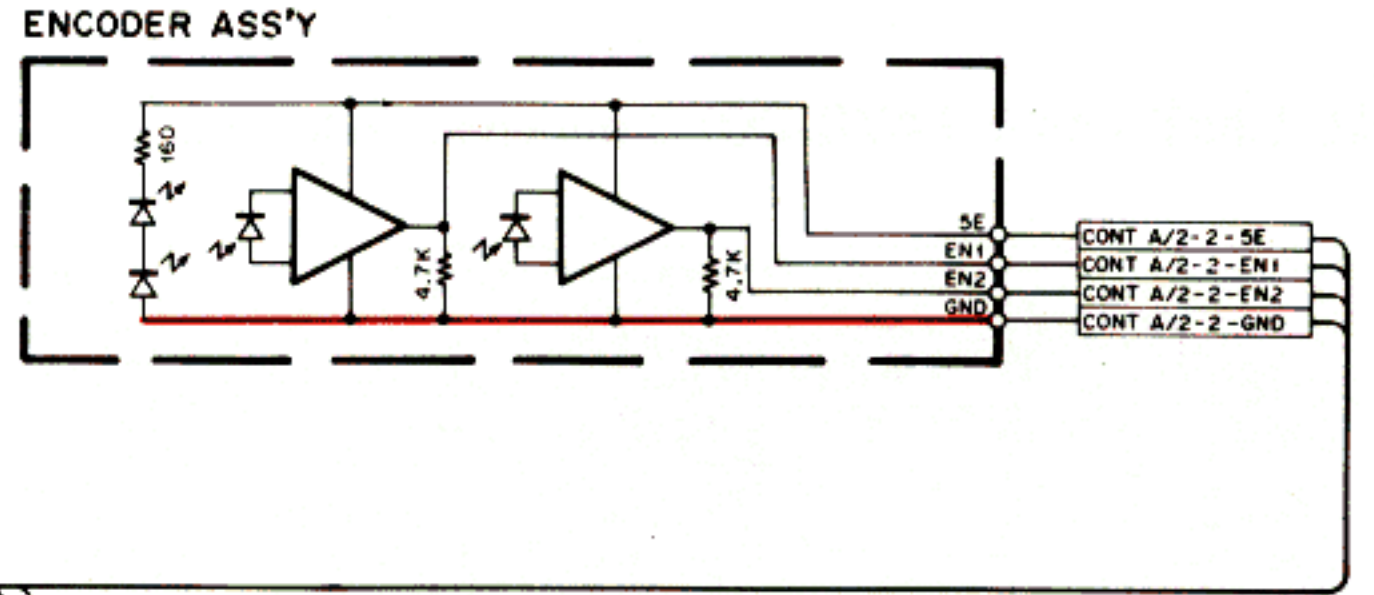 ENCODER ASS'Y
160
4.7K
4.7K
5E
EN1
EN2
GND
CONT A/2-2-5E
CONT A/2-2-EN1
CONT A/2-2-EN2
CONT A/2-2-GND